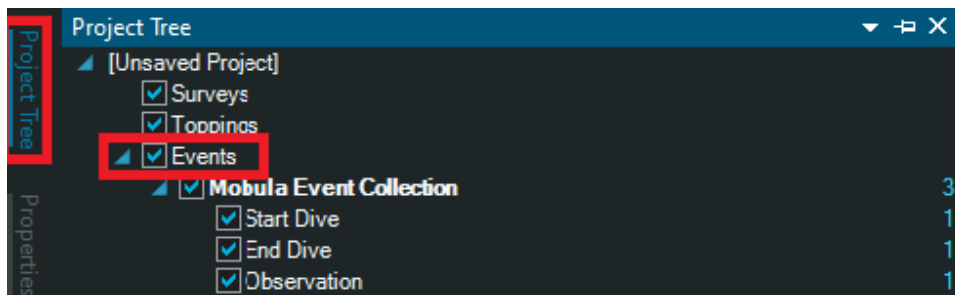 Project Tree
Project Tree
[Unsaved Project]
Surveys
Toppings
Events
Mobula Event Collection 3
Start Dive 1
End Dive 1
Observation 1
Properties